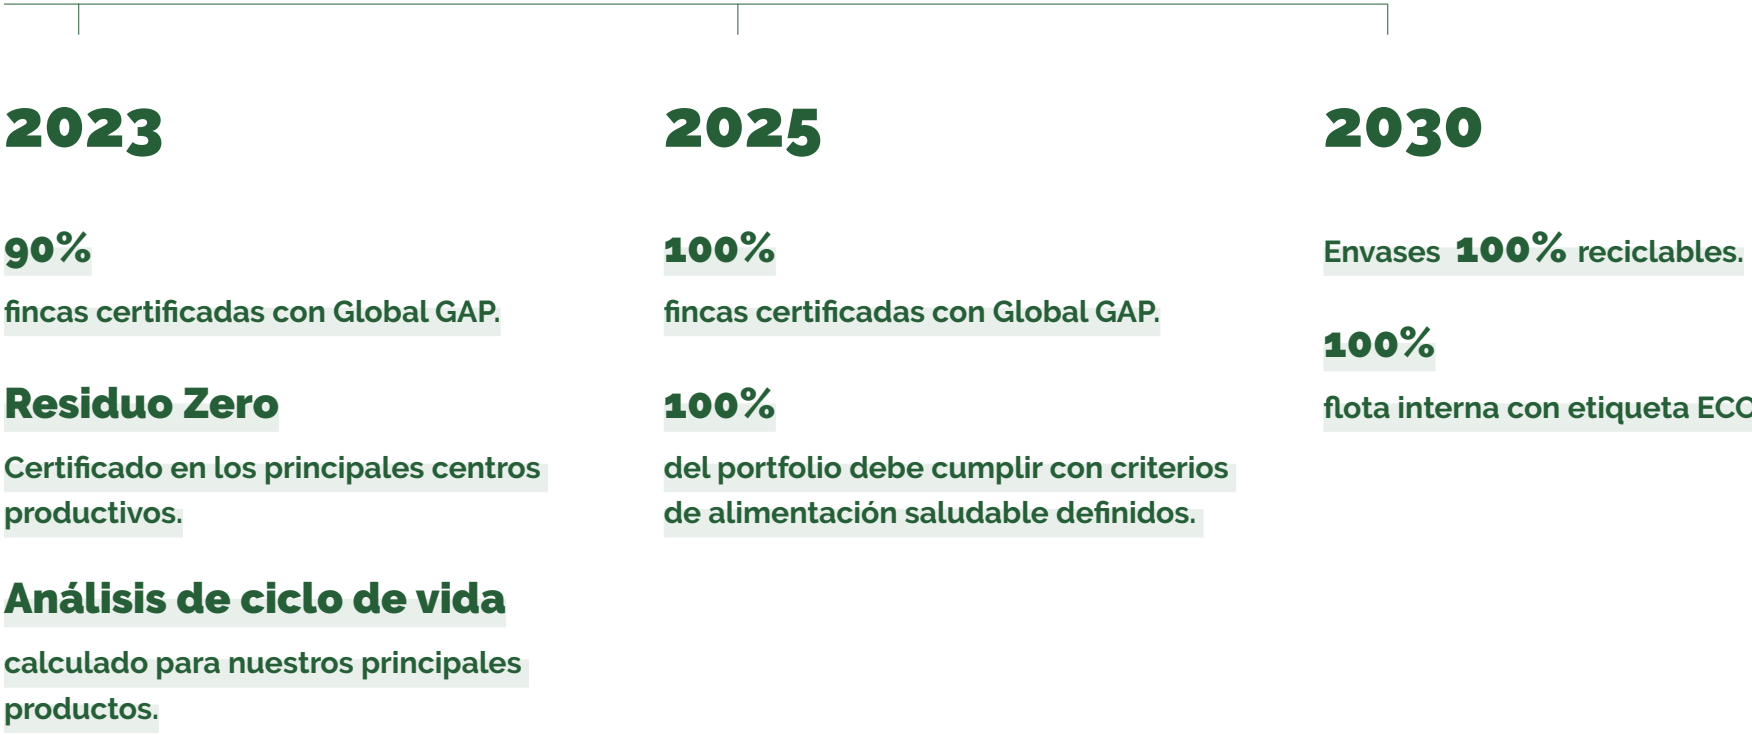 2023
90%
fincas certificadas con Global GAP.
Residuo Zero
Certificado en los principales centros
productivos.
Análisis de ciclo de vida
calculado para nuestros principales
productos.
2025
100%
fincas certificadas con Global GAP.
100%
del portfolio debe cumplir con criterios
de alimentación saludable definidos.
2030
Envases 100% reciclables.
100%
flota interna con etiqueta ECO